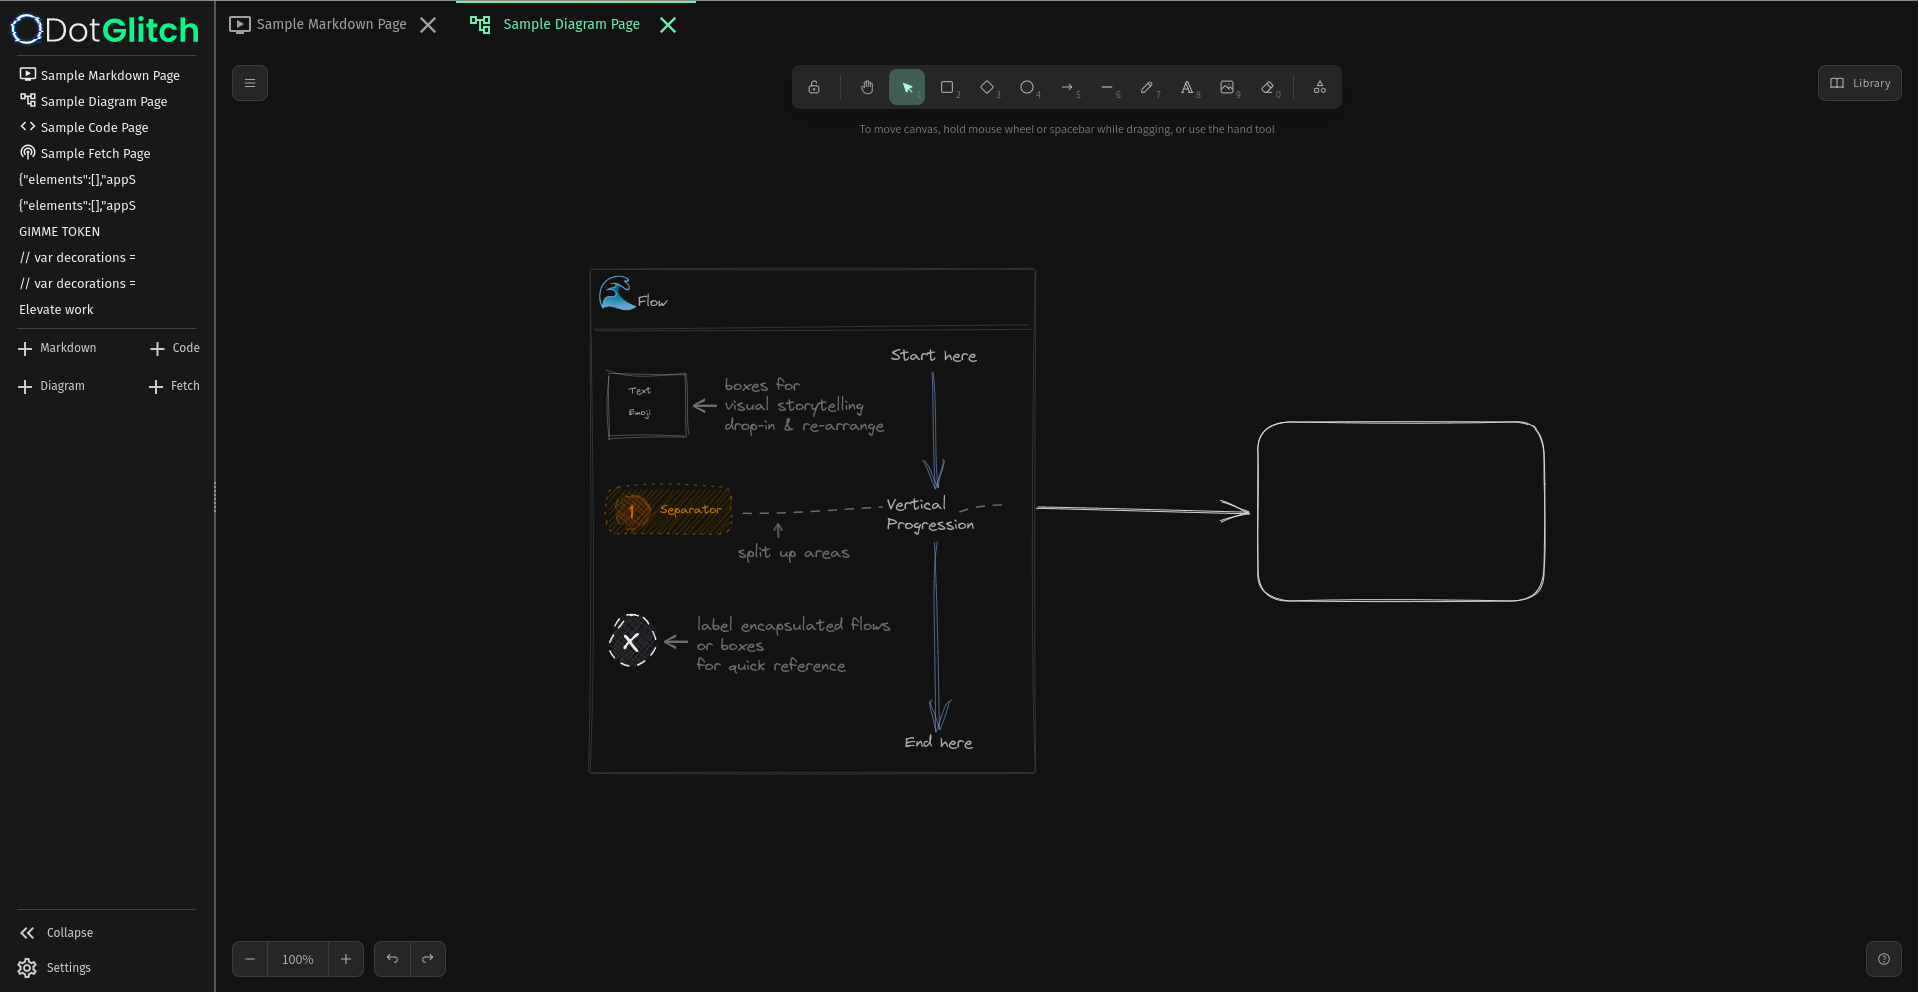 DotGlitch
Sample Markdown Page
Sample Diagram Page
Sample Code Page
Sample Fetch Page
{"elements":[],"appS
{"elements":[],"appS
GIMME TOKEN
// var decorations =
// var decorations =
Elevate work
Markdown
Code
Diagram
Fetch
Collapse
Settings
Sample Markdown Page
Sample Diagram Page
1
2
3
4
5
6
7
A
8
9
0
Library
To move canvas, hold mouse wheel or spacebar while dragging, or use the hand tool
Flow
Start here
Text
Emoji
boxes for
visual storytelling
drop-in & re-arrange
1
Separator
Vertical
Progression
split up areas
X
label encapsulated flows
or boxes
for quick reference
End here
100%